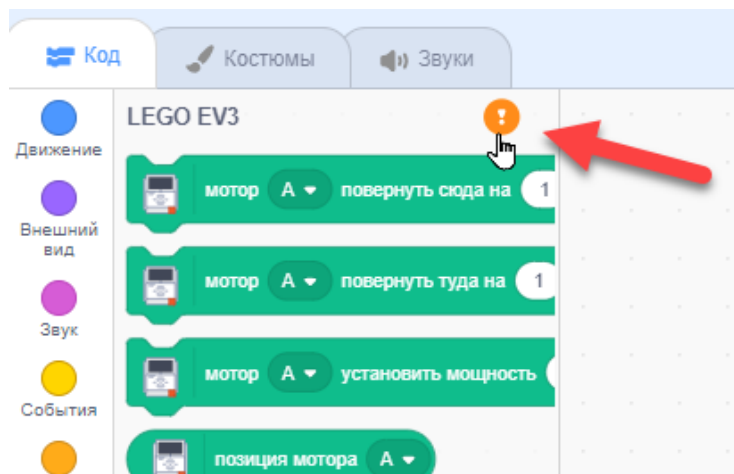 Код
Костюмы
Звуки
LEGO EV3
Движение
мотор A повернуть сюда на 1
Внешний
вид
мотор A повернуть туда на 1
Звук
мотор A установить мощность
События
позиция мотора A